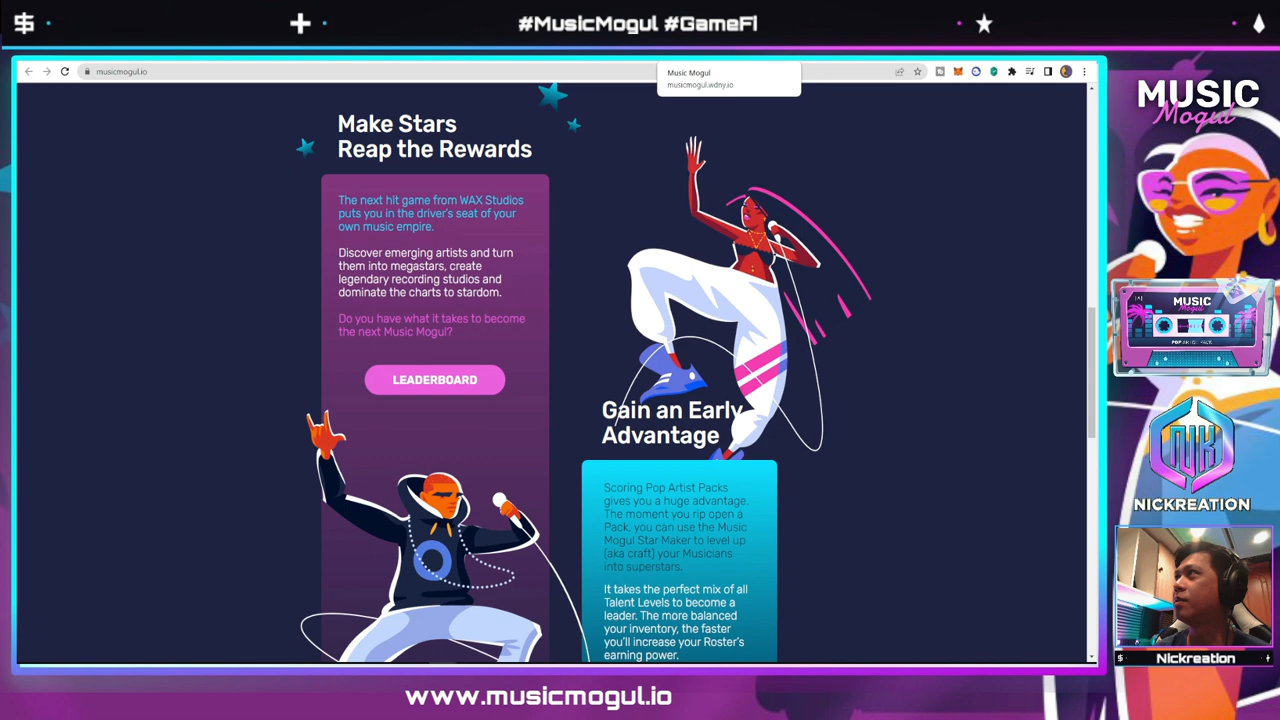 #MusicMogul #GameFi
musicmogul.io
Music Mogul
musicmogul.wdny.io
MUSIC
Mogul
Make Stars
Reap the Rewards
The next hit game from WAX Studios
puts you in the driver's seat of your
own music empire.
Discover emerging artists and turn
them into megastars, create
legendary recording studios and
dominate the charts to stardom.
Do you have what it takes to become
the next Music Mogul?
LEADERBOARD
Gain an Early
Advantage
Scoring Pop Artist Packs
gives you a huge advantage.
The moment you rip open a
Pack, you can use the Music
Mogul Star Maker to level up
(aka craft) your Musicians
into superstars.
It takes the perfect mix of all
Talent Levels to become a
leader. The more balanced
your inventory, the faster
you'll increase your Roster's
earning power.
MUSIC
Mogul
POP ARTIST PACK
NK
NICKREATION
Nickreation
www.musicmogul.io